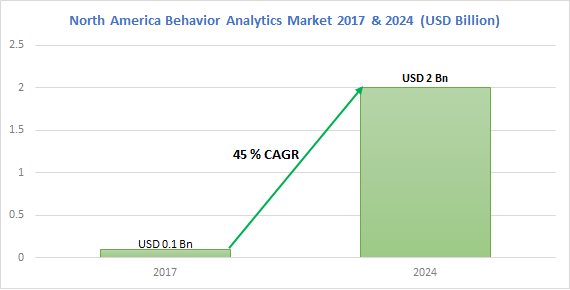 North America Behavior Analytics Market 2017 & 2024 (USD Billion)
2.5
2
1.5
1
0.5
0
USD 2 Bn
45 % CAGR
USD 0.1 Bn
2017
2024